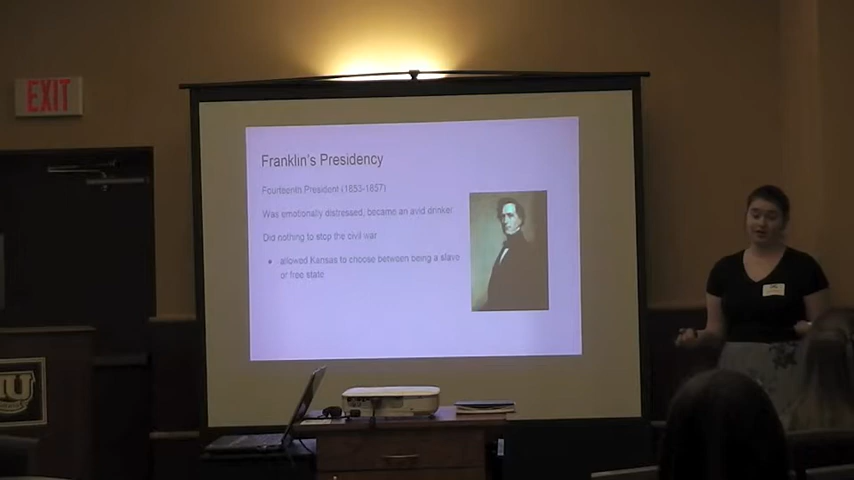 EXIT
Franklin's Presidency
Fourteenth President (1853-1857)
Was emotionally distressed, became an avid drinker
Did nothing to stop the civil war
• allowed Kansas to choose between being a slave
or free state